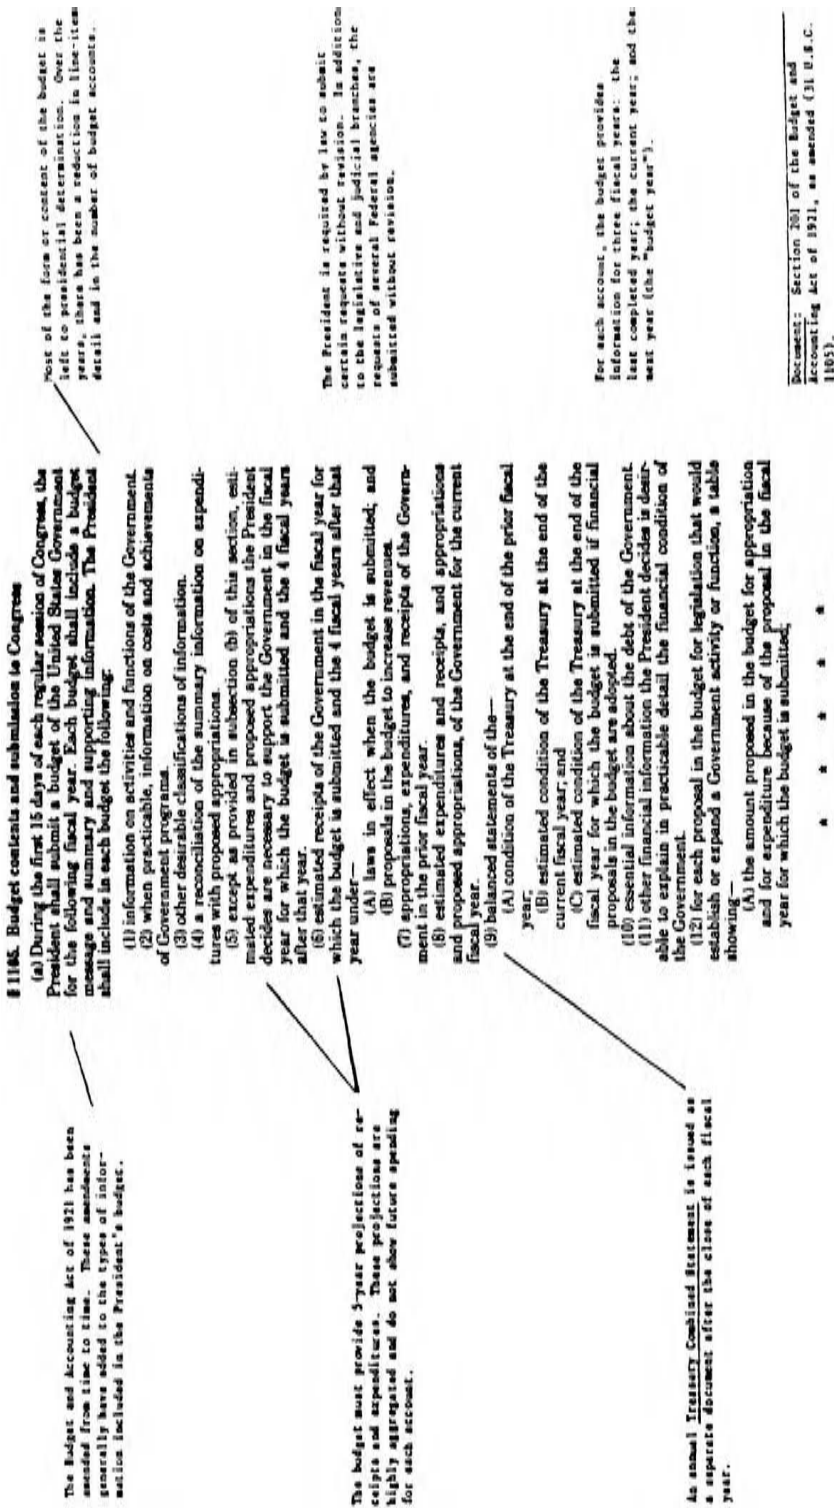 The Budget and Accounting Act of 1921 has been
amended from time to time. These amendments
generally have added to the types of infor-
mation included in the President's budget.
The budget must provide 5-year projections of re-
ceipts and expenditures. These projections are
highly aggregated and do not show future spending
for each account.
An annual Treasury Combined Statement is issued as
a separate document after the close of each fiscal
year.
§ 1105. Budget contents and submission to Congress
(a) During the first 15 days of each regular session of Congress, the
President shall submit a budget of the United States Government
for the following fiscal year. Each budget shall include a budget
message and summary and supporting information. The President
shall include in each budget the following:
(1) information on activities and functions of the Government.
(2) when practicable, information on costs and achievements
of Government programs.
(3) other desirable classifications of information.
(4) a reconciliation of the summary information on expendi-
tures with proposed appropriations.
(5) except as provided in subsection (b) of this section, esti-
mated expenditures and proposed appropriations the President
decides are necessary to support the Government in the fiscal
year for which the budget is submitted and the 4 fiscal years
after that year.
(6) estimated receipts of the Government in the fiscal year for
which the budget is submitted and the 4 fiscal years after that
year under—
(A) laws in effect when the budget is submitted; and
(B) proposals in the budget to increase revenues.
(7) appropriations, expenditures, and receipts of the Govern-
ment in the prior fiscal year.
(8) estimated expenditures and receipts, and appropriations
and proposed appropriations, of the Government for the current
fiscal year.
(9) balanced statements of the—
(A) condition of the Treasury at the end of the prior fiscal
year;
(B) estimated condition of the Treasury at the end of the
current fiscal year; and
(C) estimated condition of the Treasury at the end of the
fiscal year for which the budget is submitted if financial
proposals in the budget are adopted.
(10) essential information about the debt of the Government.
(11) other financial information the President decides is desir-
able to explain in practicable detail the financial condition of
the Government.
(12) for each proposal in the budget for legislation that would
establish or expand a Government activity or function, a table
showing—
(A) the amount proposed in the budget for appropriation
and for expenditure because of the proposal in the fiscal
year for which the budget is submitted;
* * * * *
Most of the form or content of the budget is
left to presidential determination. Over the
years, there has been a reduction in line-item
detail and in the number of budget accounts.
The President is required by law to submit
certain requests without revision. In addition
to the legislative and judicial branches, the
requests of several Federal agencies are
submitted without revision.
For each account, the budget provides
information for three fiscal years: the
last completed year; the current year; and the
next year (the "budget year").
Document: Section 201 of the Budget and
Accounting Act of 1921, as amended (31 U.S.C.
1105).